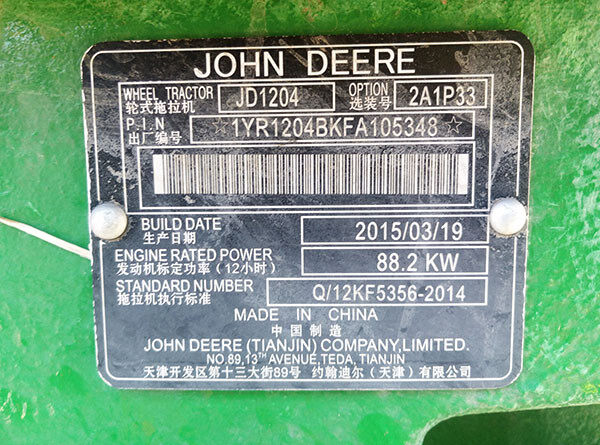 JOHN DEERE
WHEEL TRACTOR JD1204 OPTION 2A1P33
轮式拖拉机 选装号
P.I.N ☆1YR1204BKFA105348☆
出厂编号
BUILD DATE 2015/03/19
生产日期
ENGINE RATED POWER 88.2 KW
发动机标定功率(12小时)
STANDARD NUMBER Q/12KF5356-2014
拖拉机执行标准
MADE IN CHINA
中国制造
JOHN DEERE (TIANJIN) COMPANY,LIMITED.
NO.89,13TH AVENUE,TEDA, TIANJIN
天津开发区第十三大街89号 约翰迪尔(天津)有限公司